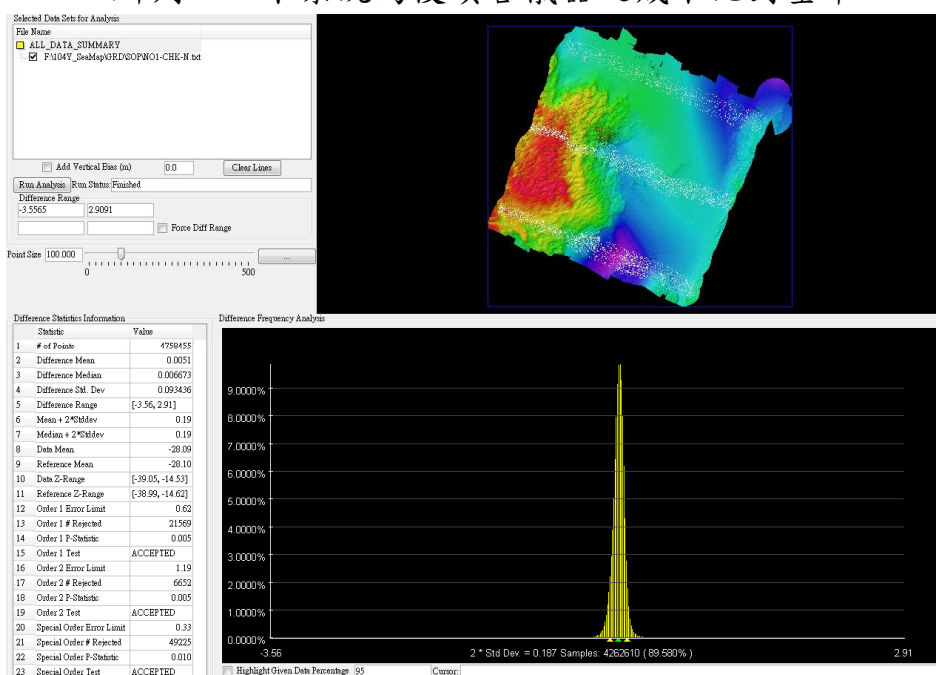 Selected Data Sets for Analysis
File Name
ALL_DATA_SUMMARY
F:\104Y_SeaMap\GRD\SOP\NO1-CHK-N.txt
Add Vertical Bias (m) 0.0 Clear Lines
Run Analysis Run Status: Finished
Difference Range
-3.5565 2.9091
Force Diff Range
Point Size 100.000 ...
0 500
Difference Statistics Information
Statistic Value
1 # of Points 4758455
2 Difference Mean 0.0051
3 Difference Median 0.006673
4 Difference Std. Dev 0.093436
5 Difference Range [-3.56, 2.91]
6 Mean + 2*Stddev 0.19
7 Median + 2*Stddev 0.19
8 Data Mean -28.09
9 Reference Mean -28.10
10 Data Z-Range [-39.05, -14.53]
11 Reference Z-Range [-38.99, -14.62]
12 Order 1 Error Limit 0.62
13 Order 1 # Rejected 21569
14 Order 1 P-Statistic 0.005
15 Order 1 Test ACCEPTED
16 Order 2 Error Limit 1.19
17 Order 2 # Rejected 6652
18 Order 2 P-Statistic 0.005
19 Order 2 Test ACCEPTED
20 Special Order Error Limit 0.33
21 Special Order # Rejected 49225
22 Special Order P-Statistic 0.010
23 Special Order Test ACCEPTED
Difference Frequency Analysis
9.0000%
8.0000%
7.0000%
6.0000%
5.0000%
4.0000%
3.0000%
2.0000%
1.0000%
0.0000%
-3.56 2 * Std Dev. = 0.187 Samples: 4262610 ( 89.580% ) 2.91
Highlight Given Data Percentage 95 Cursor: